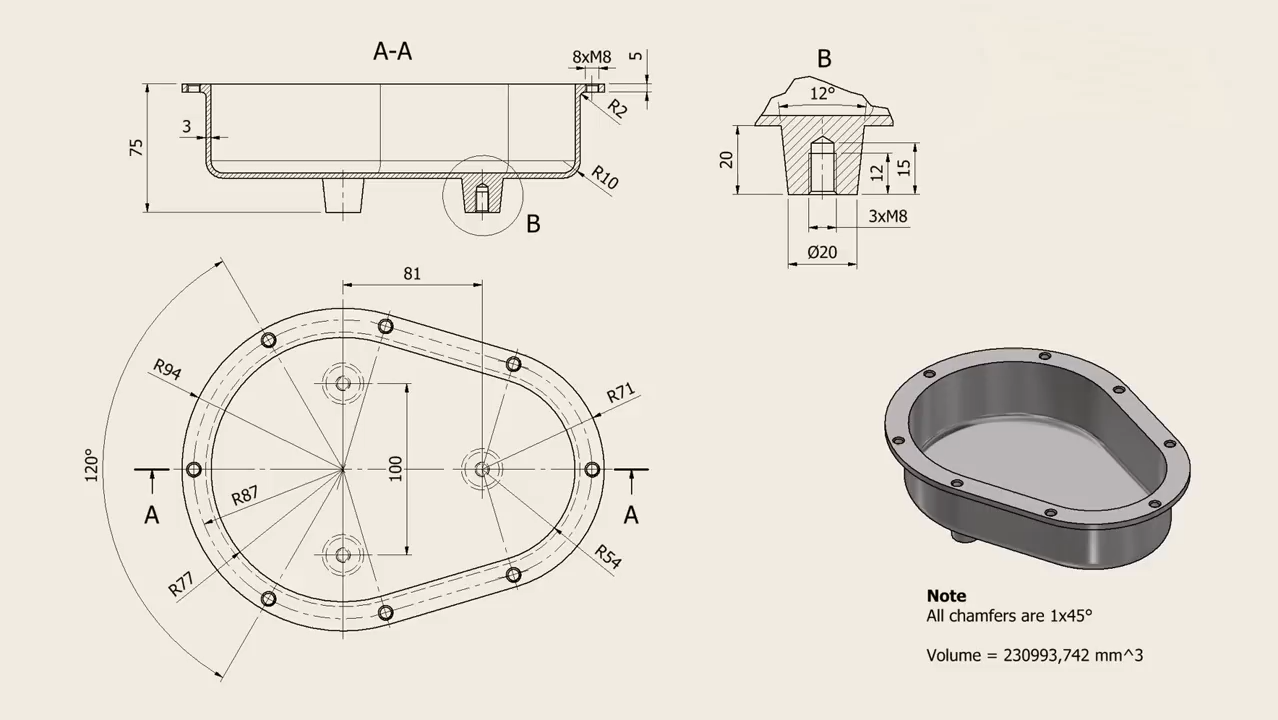 A-A
8xM8
5
R2
3
75
R10
B
B
12°
20
12
15
3xM8
Ø20
81
R94
R71
120°
100
R87
A
A
R77
R54
Note
All chamfers are 1x45°
Volume = 230993,742 mm^3